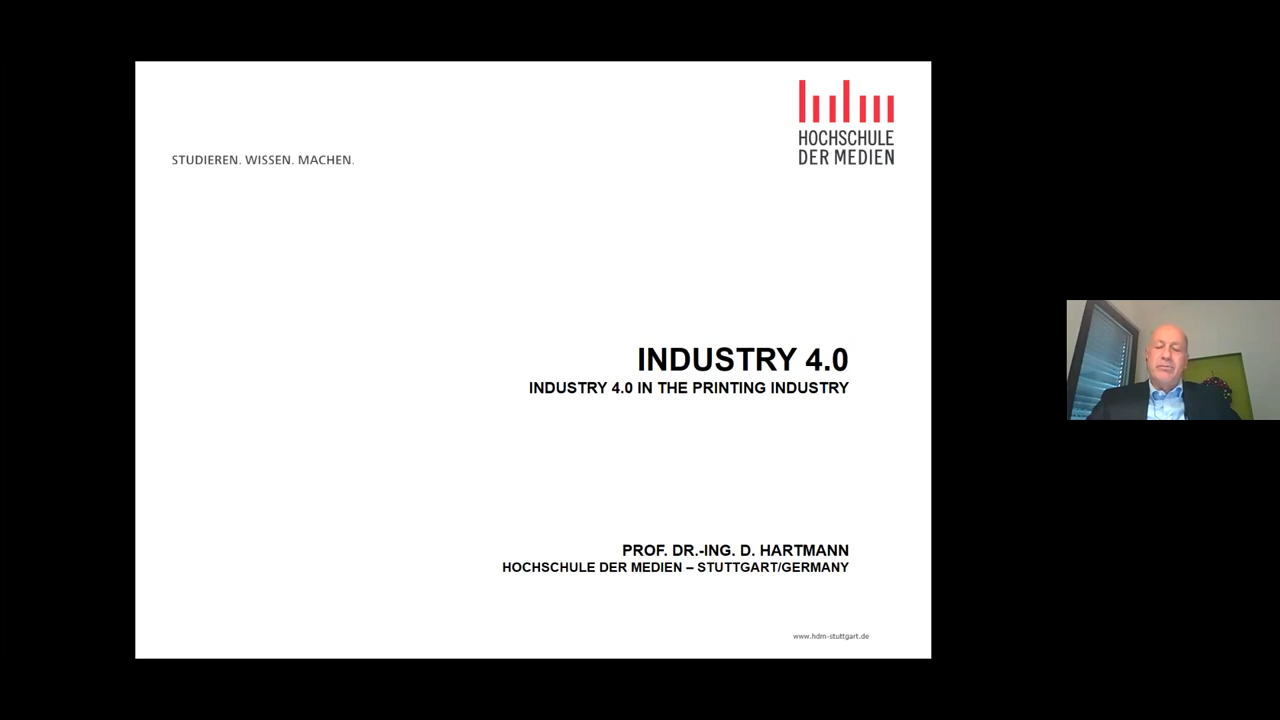 HOCHSCHULE
DER MEDIEN
STUDIEREN. WISSEN. MACHEN.
INDUSTRY 4.0
INDUSTRY 4.0 IN THE PRINTING INDUSTRY
PROF. DR.-ING. D. HARTMANN
HOCHSCHULE DER MEDIEN – STUTTGART/GERMANY
www.hdm-stuttgart.de